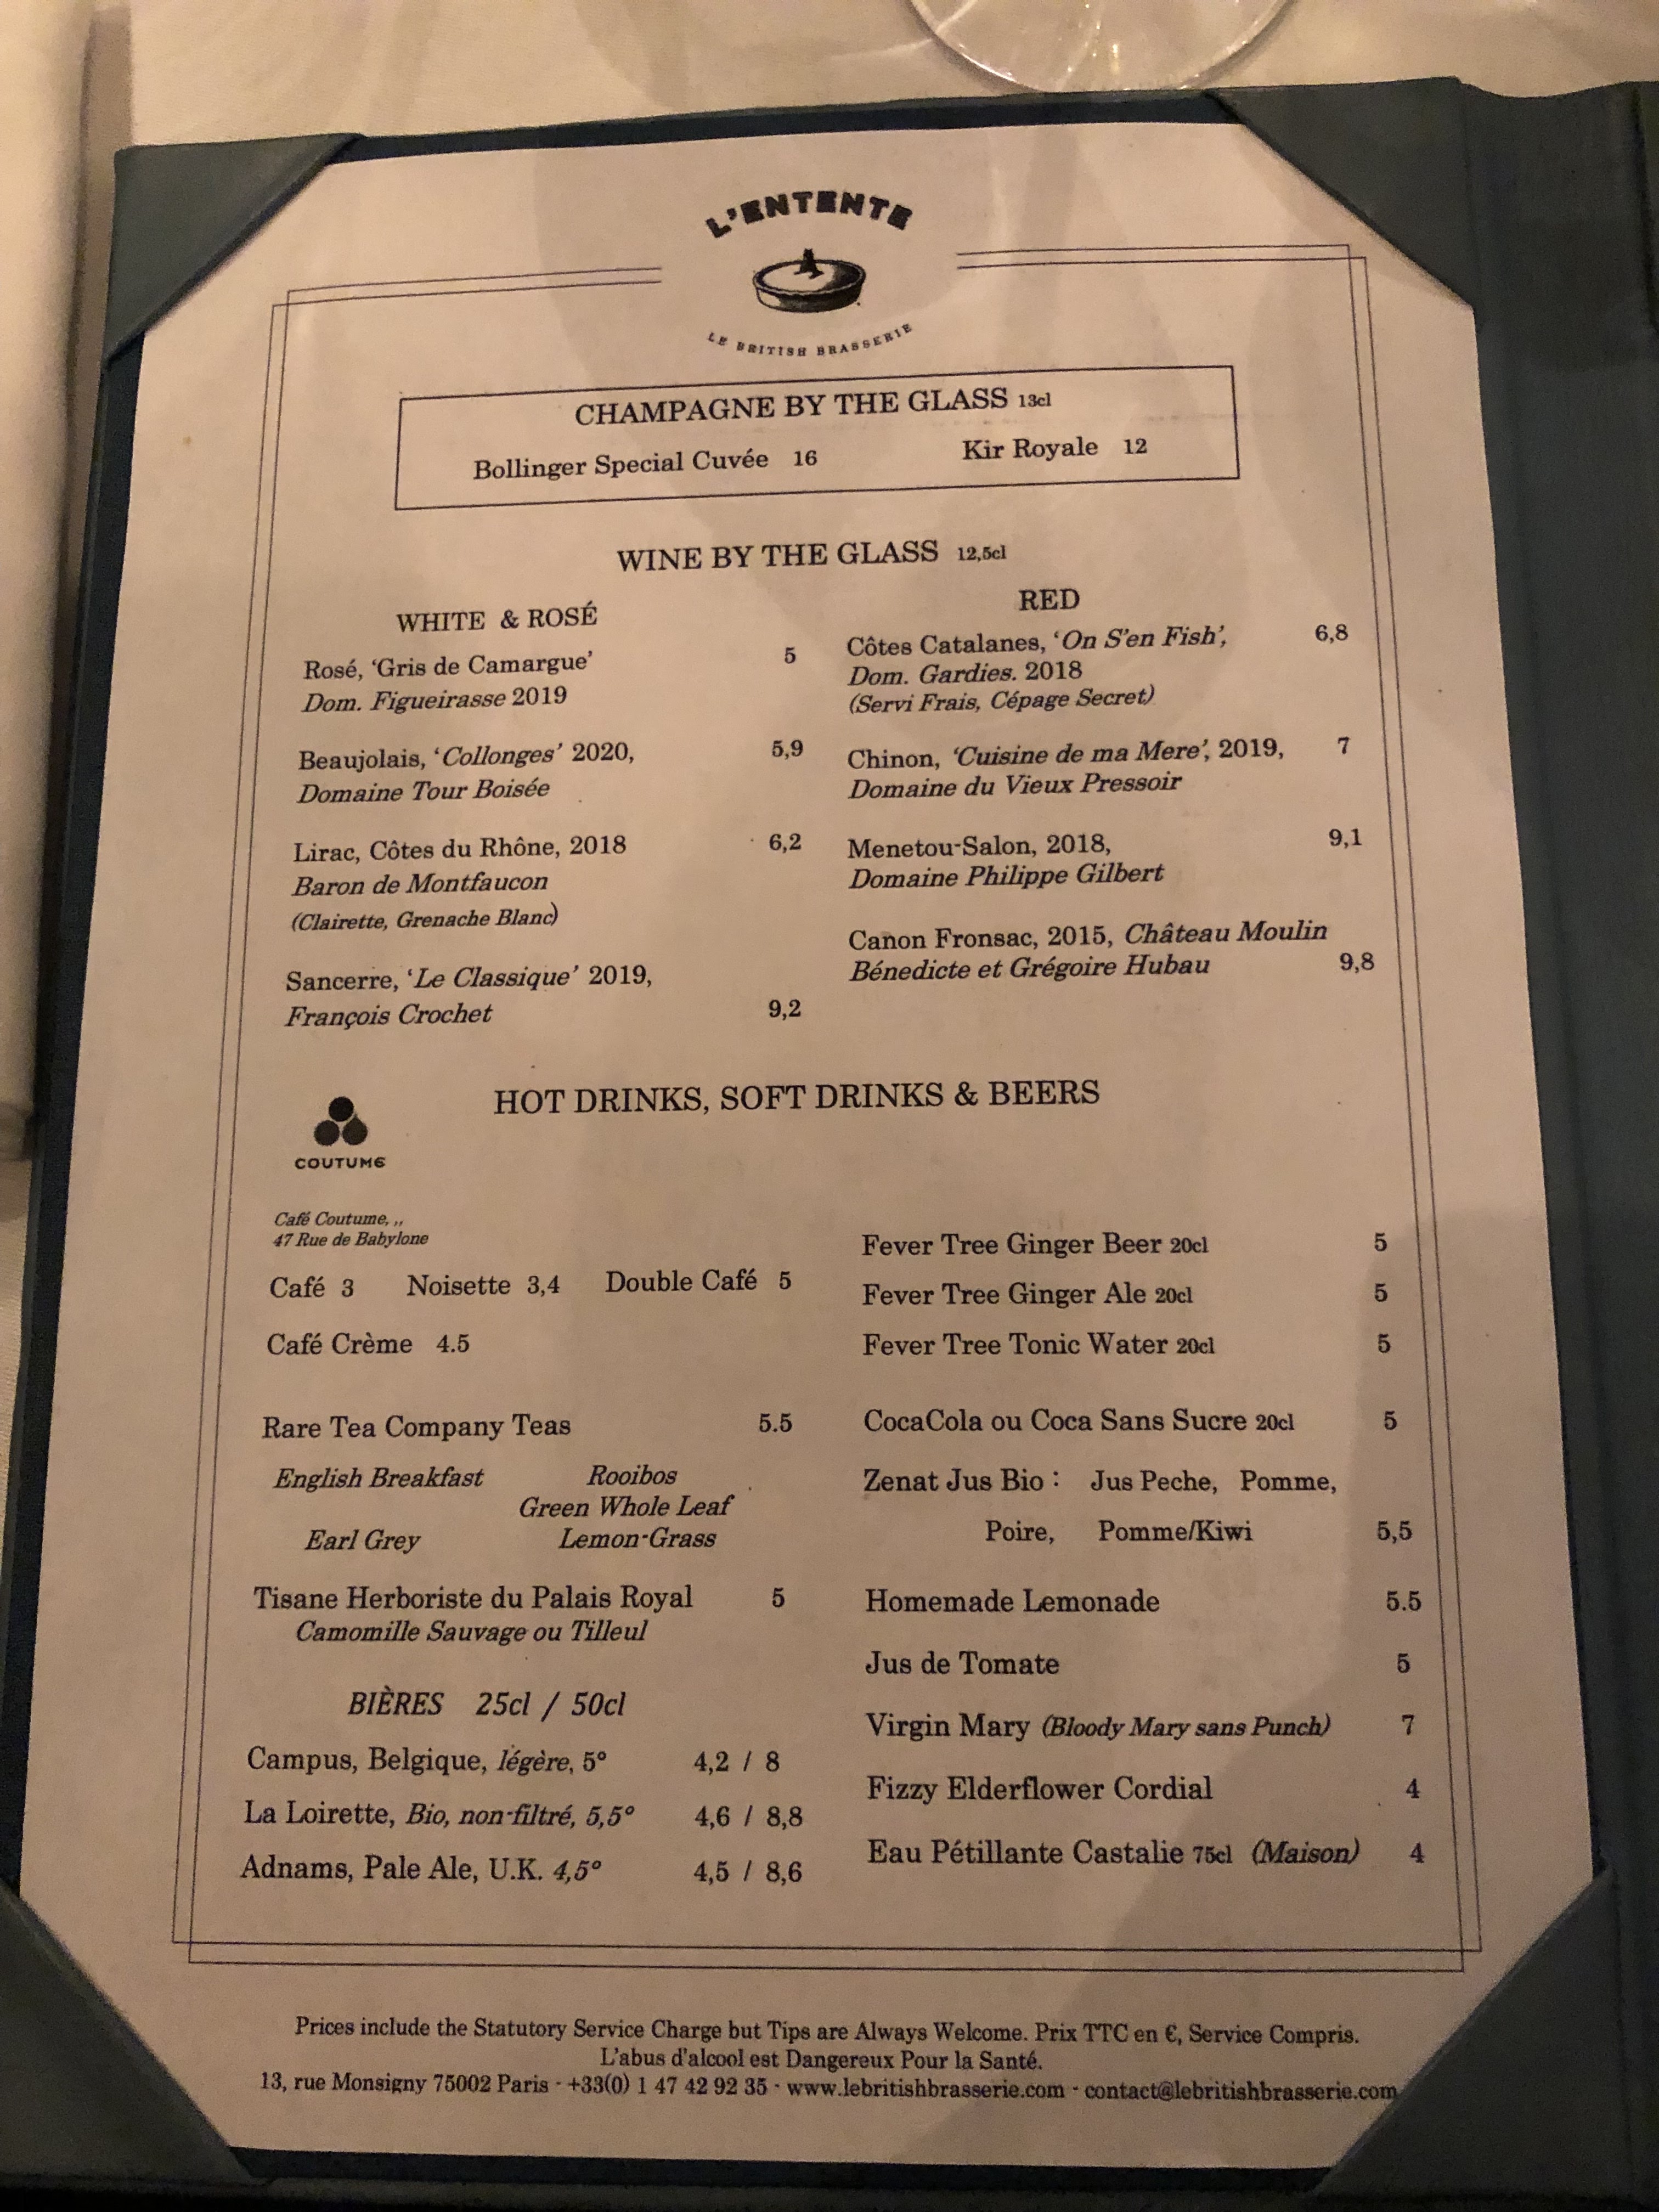 L'ENTENTE
LE BRITISH BRASSERIE
CHAMPAGNE BY THE GLASS 13cl
Bollinger Special Cuvée 16 Kir Royale 12
WINE BY THE GLASS 12,5cl
WHITE & ROSÉ
Rosé, 'Gris de Camargue' 5
Dom. Figueirasse 2019
Beaujolais, 'Collonges' 2020, 5,9
Domaine Tour Boisée
Lirac, Côtes du Rhône, 2018 6,2
Baron de Montfaucon
(Clairette, Grenache Blanc)
Sancerre, 'Le Classique' 2019,
François Crochet 9,2
RED
Côtes Catalanes, 'On S'en Fish', 6,8
Dom. Gardies. 2018
(Servi Frais, Cépage Secret)
Chinon, 'Cuisine de ma Mere', 2019, 7
Domaine du Vieux Pressoir
Menetou-Salon, 2018, 9,1
Domaine Philippe Gilbert
Canon Fronsac, 2015, Château Moulin
Bénedicte et Grégoire Hubau 9,8
HOT DRINKS, SOFT DRINKS & BEERS
COUTUME
Café Coutume, ,,
47 Rue de Babylone
Café 3 Noisette 3,4 Double Café 5
Café Crème 4.5
Rare Tea Company Teas 5.5
English Breakfast Rooibos
Green Whole Leaf
Earl Grey Lemon-Grass
Tisane Herboriste du Palais Royal 5
Camomille Sauvage ou Tilleul
BIÈRES 25cl / 50cl
Campus, Belgique, légère, 5° 4,2 / 8
La Loirette, Bio, non-filtré, 5,5° 4,6 / 8,8
Adnams, Pale Ale, U.K. 4,5° 4,5 / 8,6
Fever Tree Ginger Beer 20cl 5
Fever Tree Ginger Ale 20cl 5
Fever Tree Tonic Water 20cl 5
CocaCola ou Coca Sans Sucre 20cl 5
Zenat Jus Bio : Jus Peche, Pomme,
Poire, Pomme/Kiwi 5,5
Homemade Lemonade 5.5
Jus de Tomate 5
Virgin Mary (Bloody Mary sans Punch) 7
Fizzy Elderflower Cordial 4
Eau Pétillante Castalie 75cl (Maison) 4
Prices include the Statutory Service Charge but Tips are Always Welcome. Prix TTC en €, Service Compris.
L'abus d'alcool est Dangereux Pour la Santé.
13, rue Monsigny 75002 Paris - +33(0) 1 47 42 92 35 - www.lebritishbrasserie.com - contact@lebritishbrasserie.com